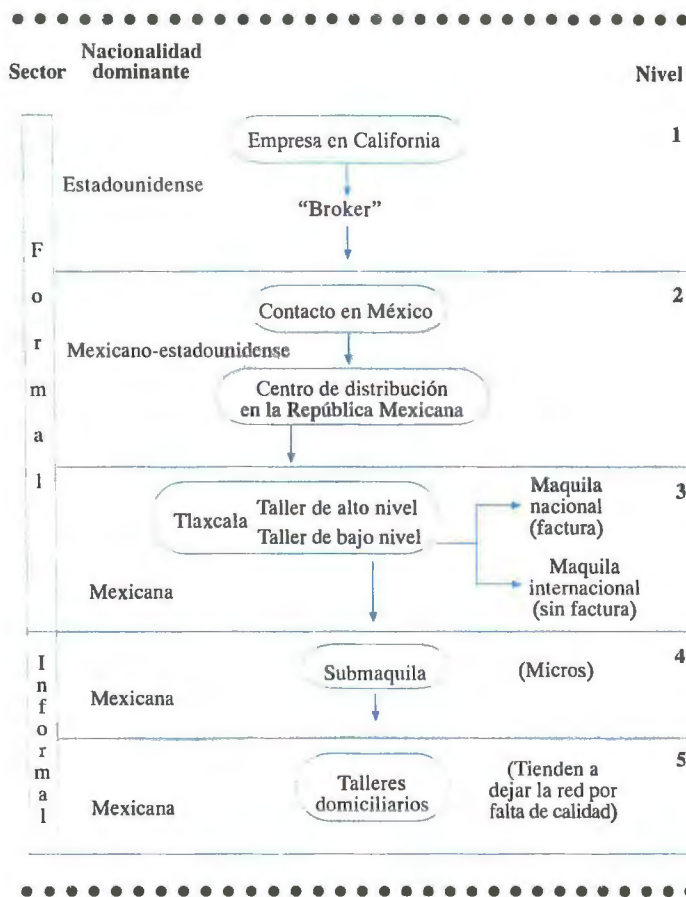 Nacionalidad
Sector dominante Nivel
Formal
Empresa en California 1
Estadounidense
“Broker”
Contacto en México 2
Mexicano-estadounidense
Centro de distribución
en la República Mexicana
Tlaxcala
Taller de alto nivel
Taller de bajo nivel
Maquila 3
nacional
(factura)
Maquila
internacional
(sin factura)
Mexicana
Informal
Submaquila (Micros) 4
Mexicana
Talleres
domiciliarios
(Tienden a 5
dejar la red por
falta de calidad)
Mexicana